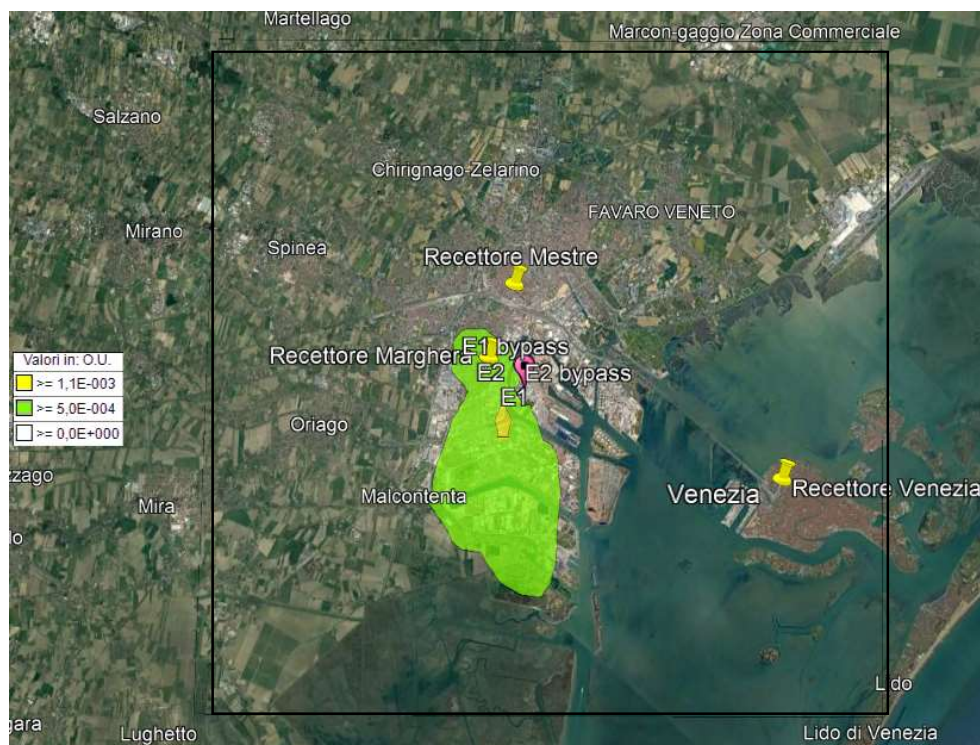 Martellago
Marcon-gaggio Zona Commerciale
Salzano
Chirignago-Zelarino
FAVARO VENETO
Mirano
Spinea
Recettore Mestre
Recettore Marghera
E1 bypass
E2
E2 bypass
E1
Valori in: O.U.
>= 1,1E-003
>= 5,0E-004
>= 0,0E+000
Oriago
zzago
Mira
Malcontenta
Venezia
Recettore Venezia
lo
Lido
gara
Lughetto
Lido di Venezia